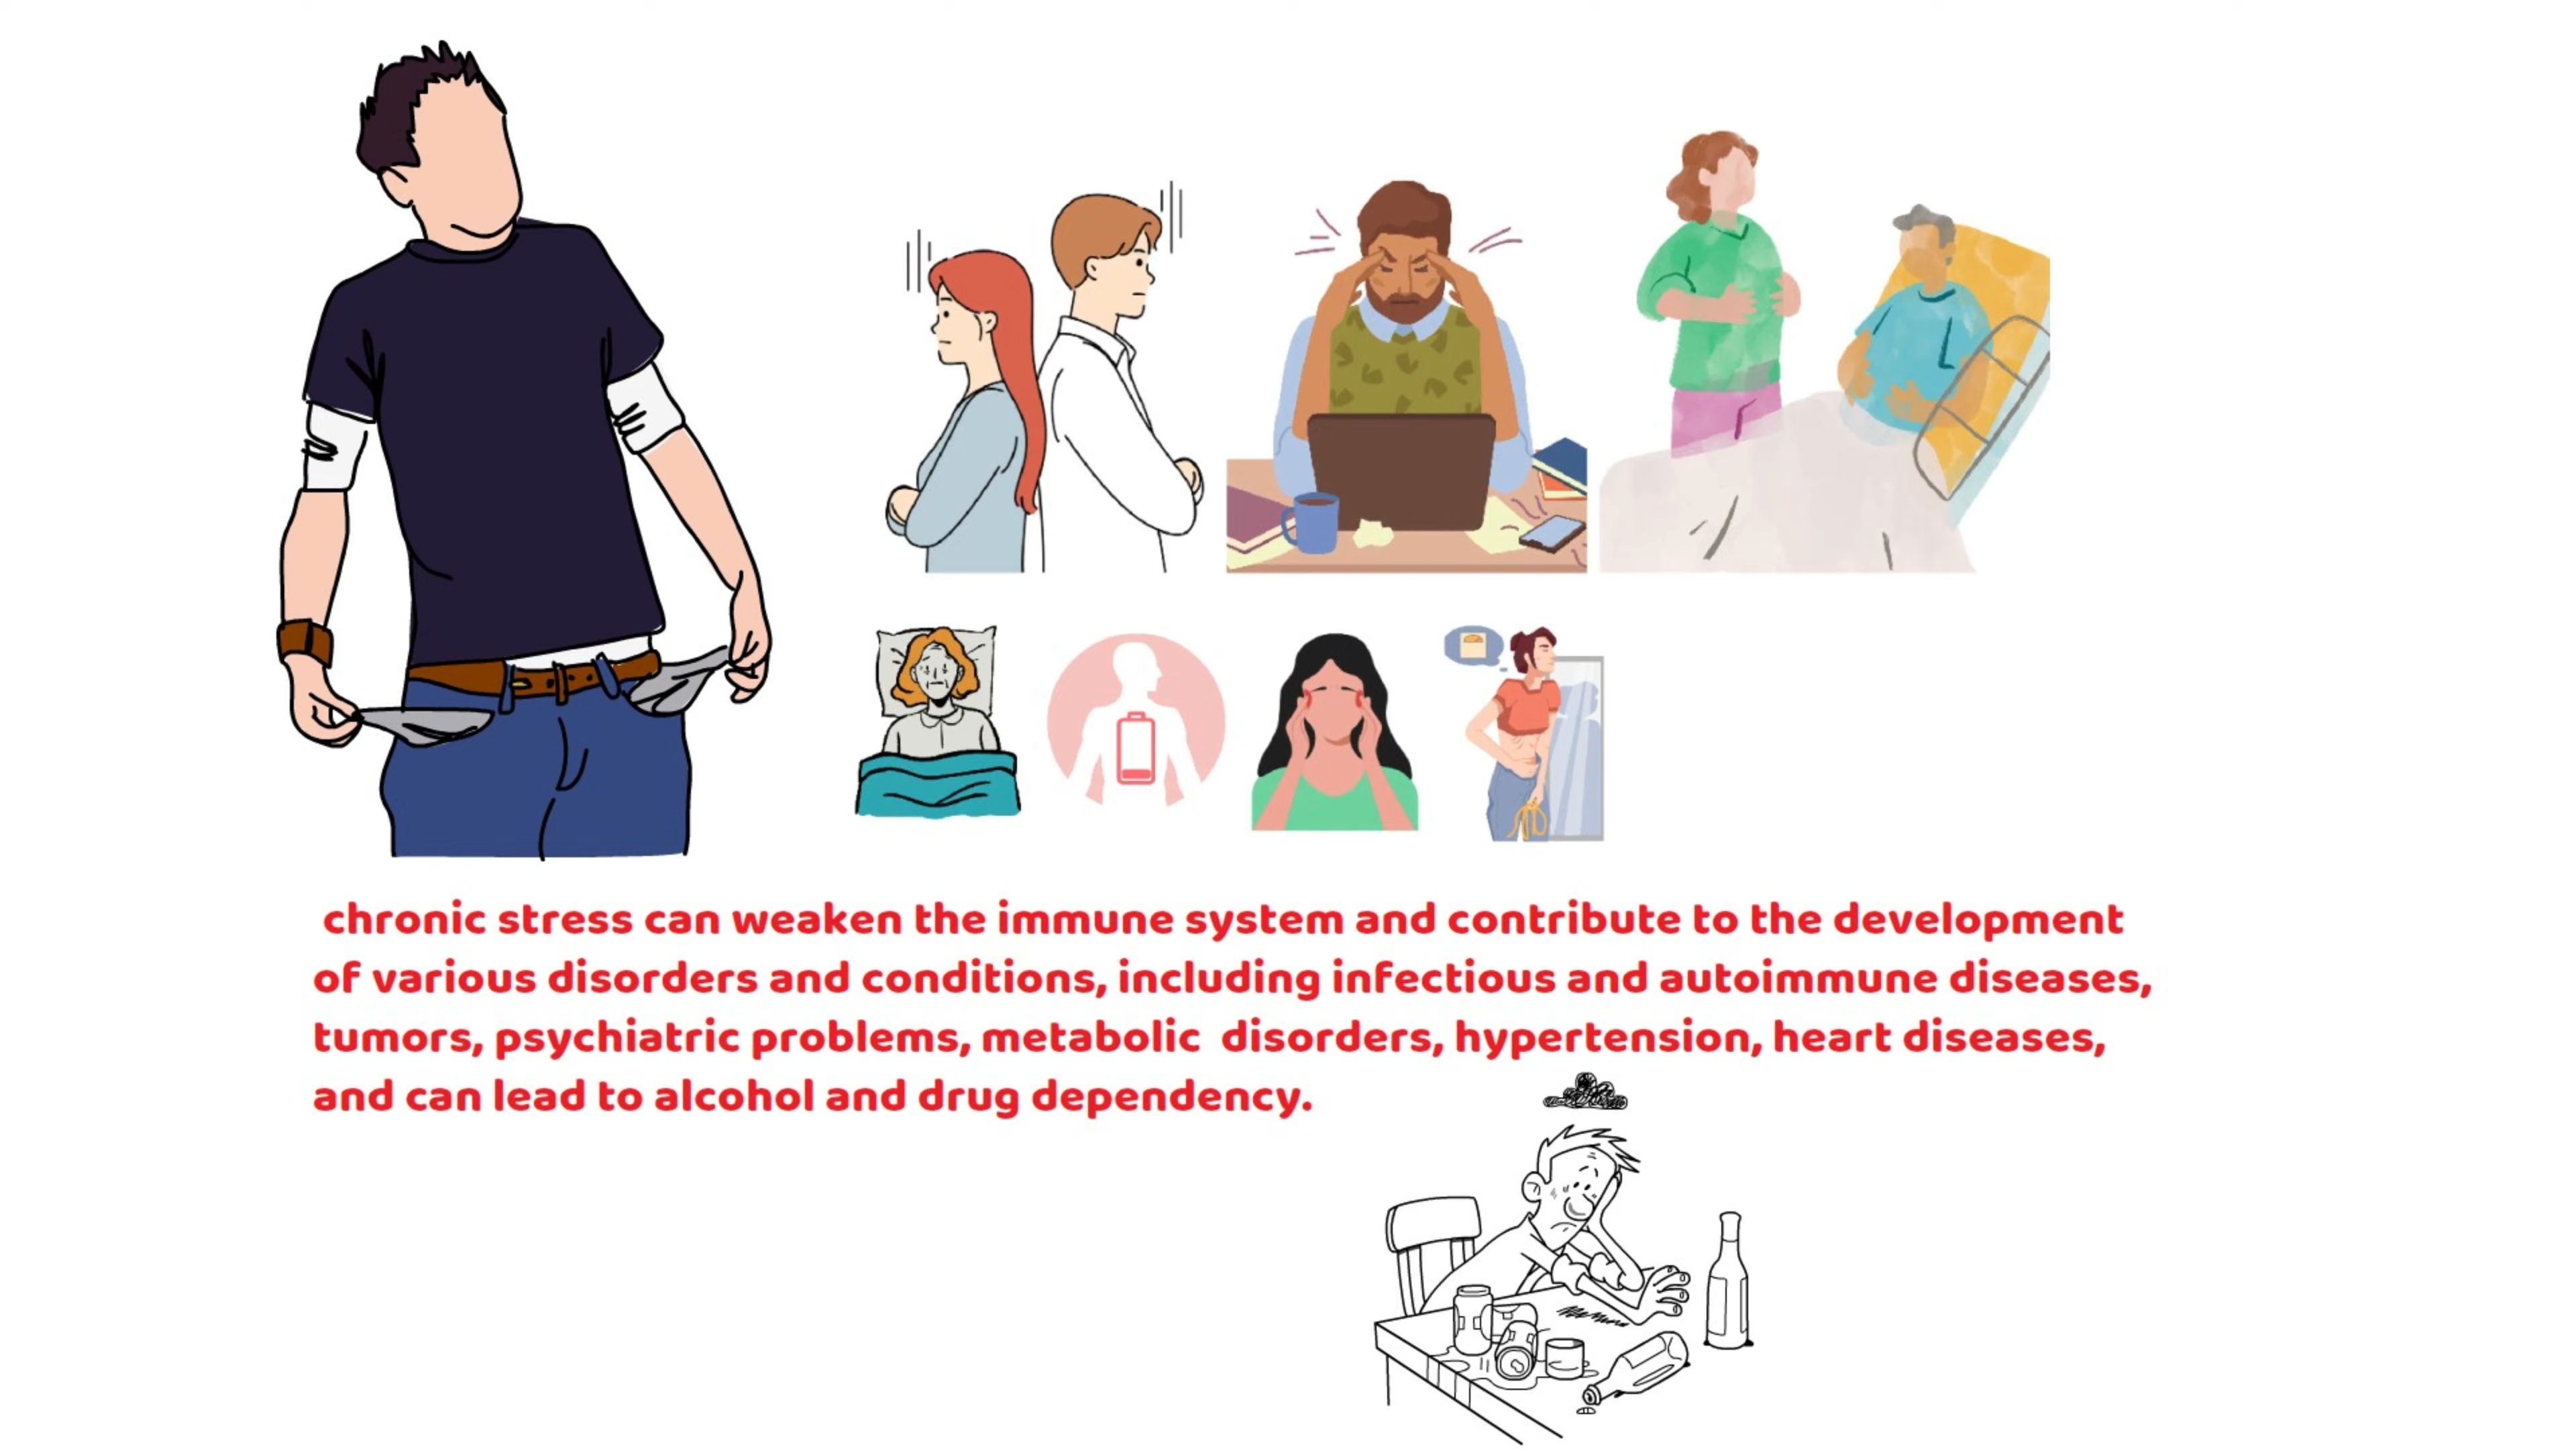 chronic stress can weaken the immune system and contribute to the development
of various disorders and conditions, including infectious and autoimmune diseases,
tumors, psychiatric problems, metabolic  disorders, hypertension, heart diseases,
and can lead to alcohol and drug dependency.